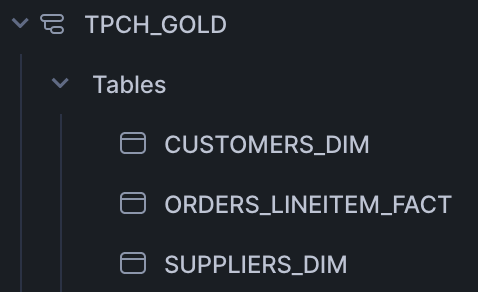 TPCH_GOLD
Tables
CUSTOMERS_DIM
ORDERS_LINEITEM_FACT
SUPPLIERS_DIM